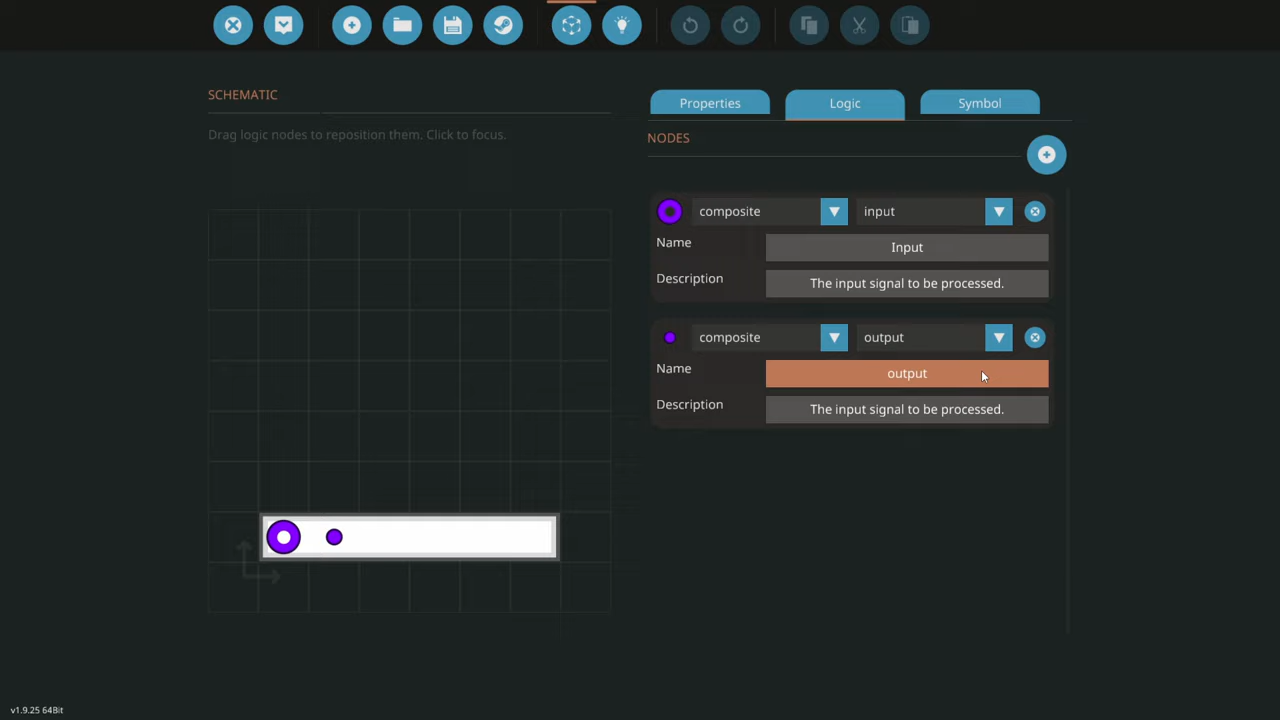 SCHEMATIC
Drag logic nodes to reposition them. Click to focus.
Properties
Logic
Symbol
NODES
composite
input
Name
Input
Description
The input signal to be processed.
composite
output
Name
output
Description
The input signal to be processed.
v1.9.25 64Bit